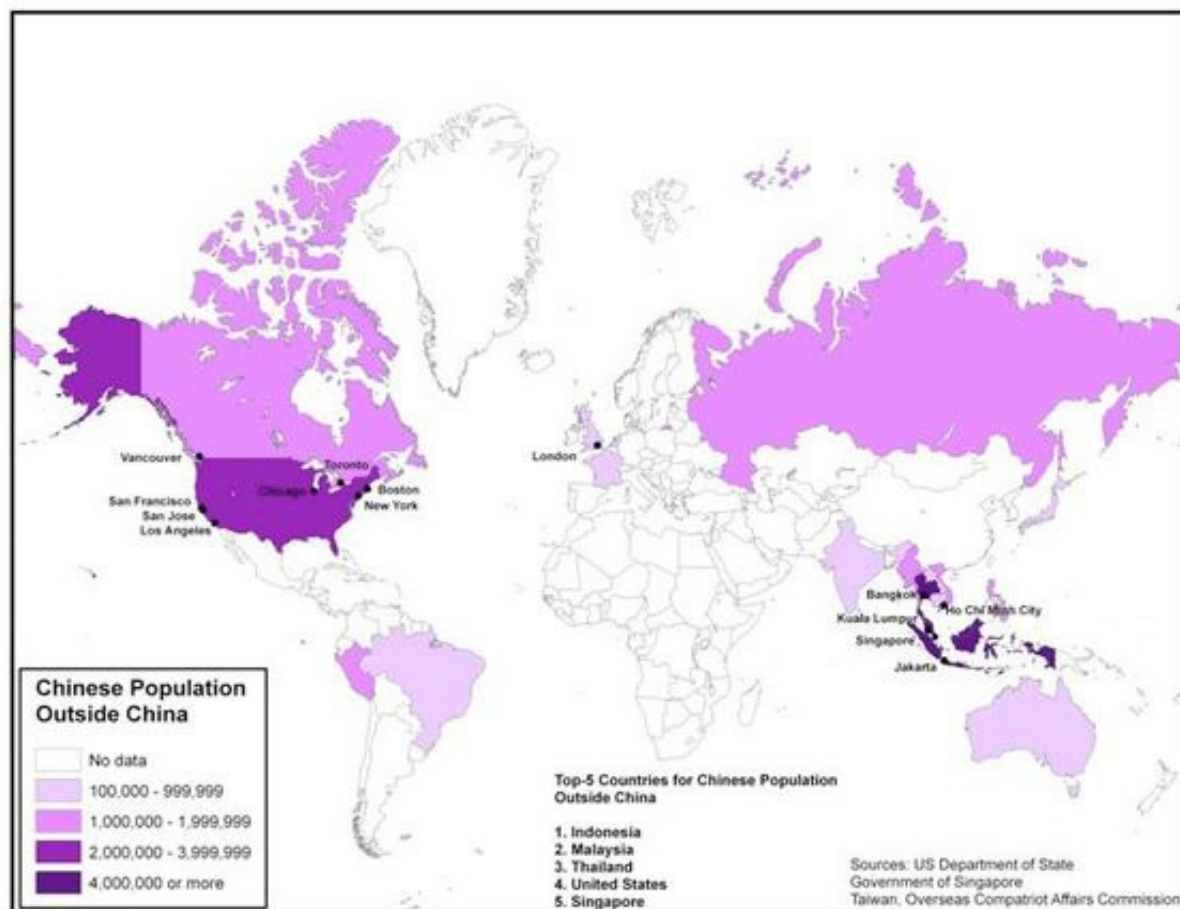 Vancouver
Toronto
Chicago
Boston
New York
San Francisco
San Jose
Los Angeles
London
Bangkok
Ho Chi Minh City
Kuala Lumpur
Singapore
Jakarta
Chinese Population
Outside China
No data
100,000 - 999,999
1,000,000 - 1,999,999
2,000,000 - 3,999,999
4,000,000 or more
Top-5 Countries for Chinese Population
Outside China
1. Indonesia
2. Malaysia
3. Thailand
4. United States
5. Singapore
Sources: US Department of State
Government of Singapore
Taiwan, Overseas Compatriot Affairs Commission